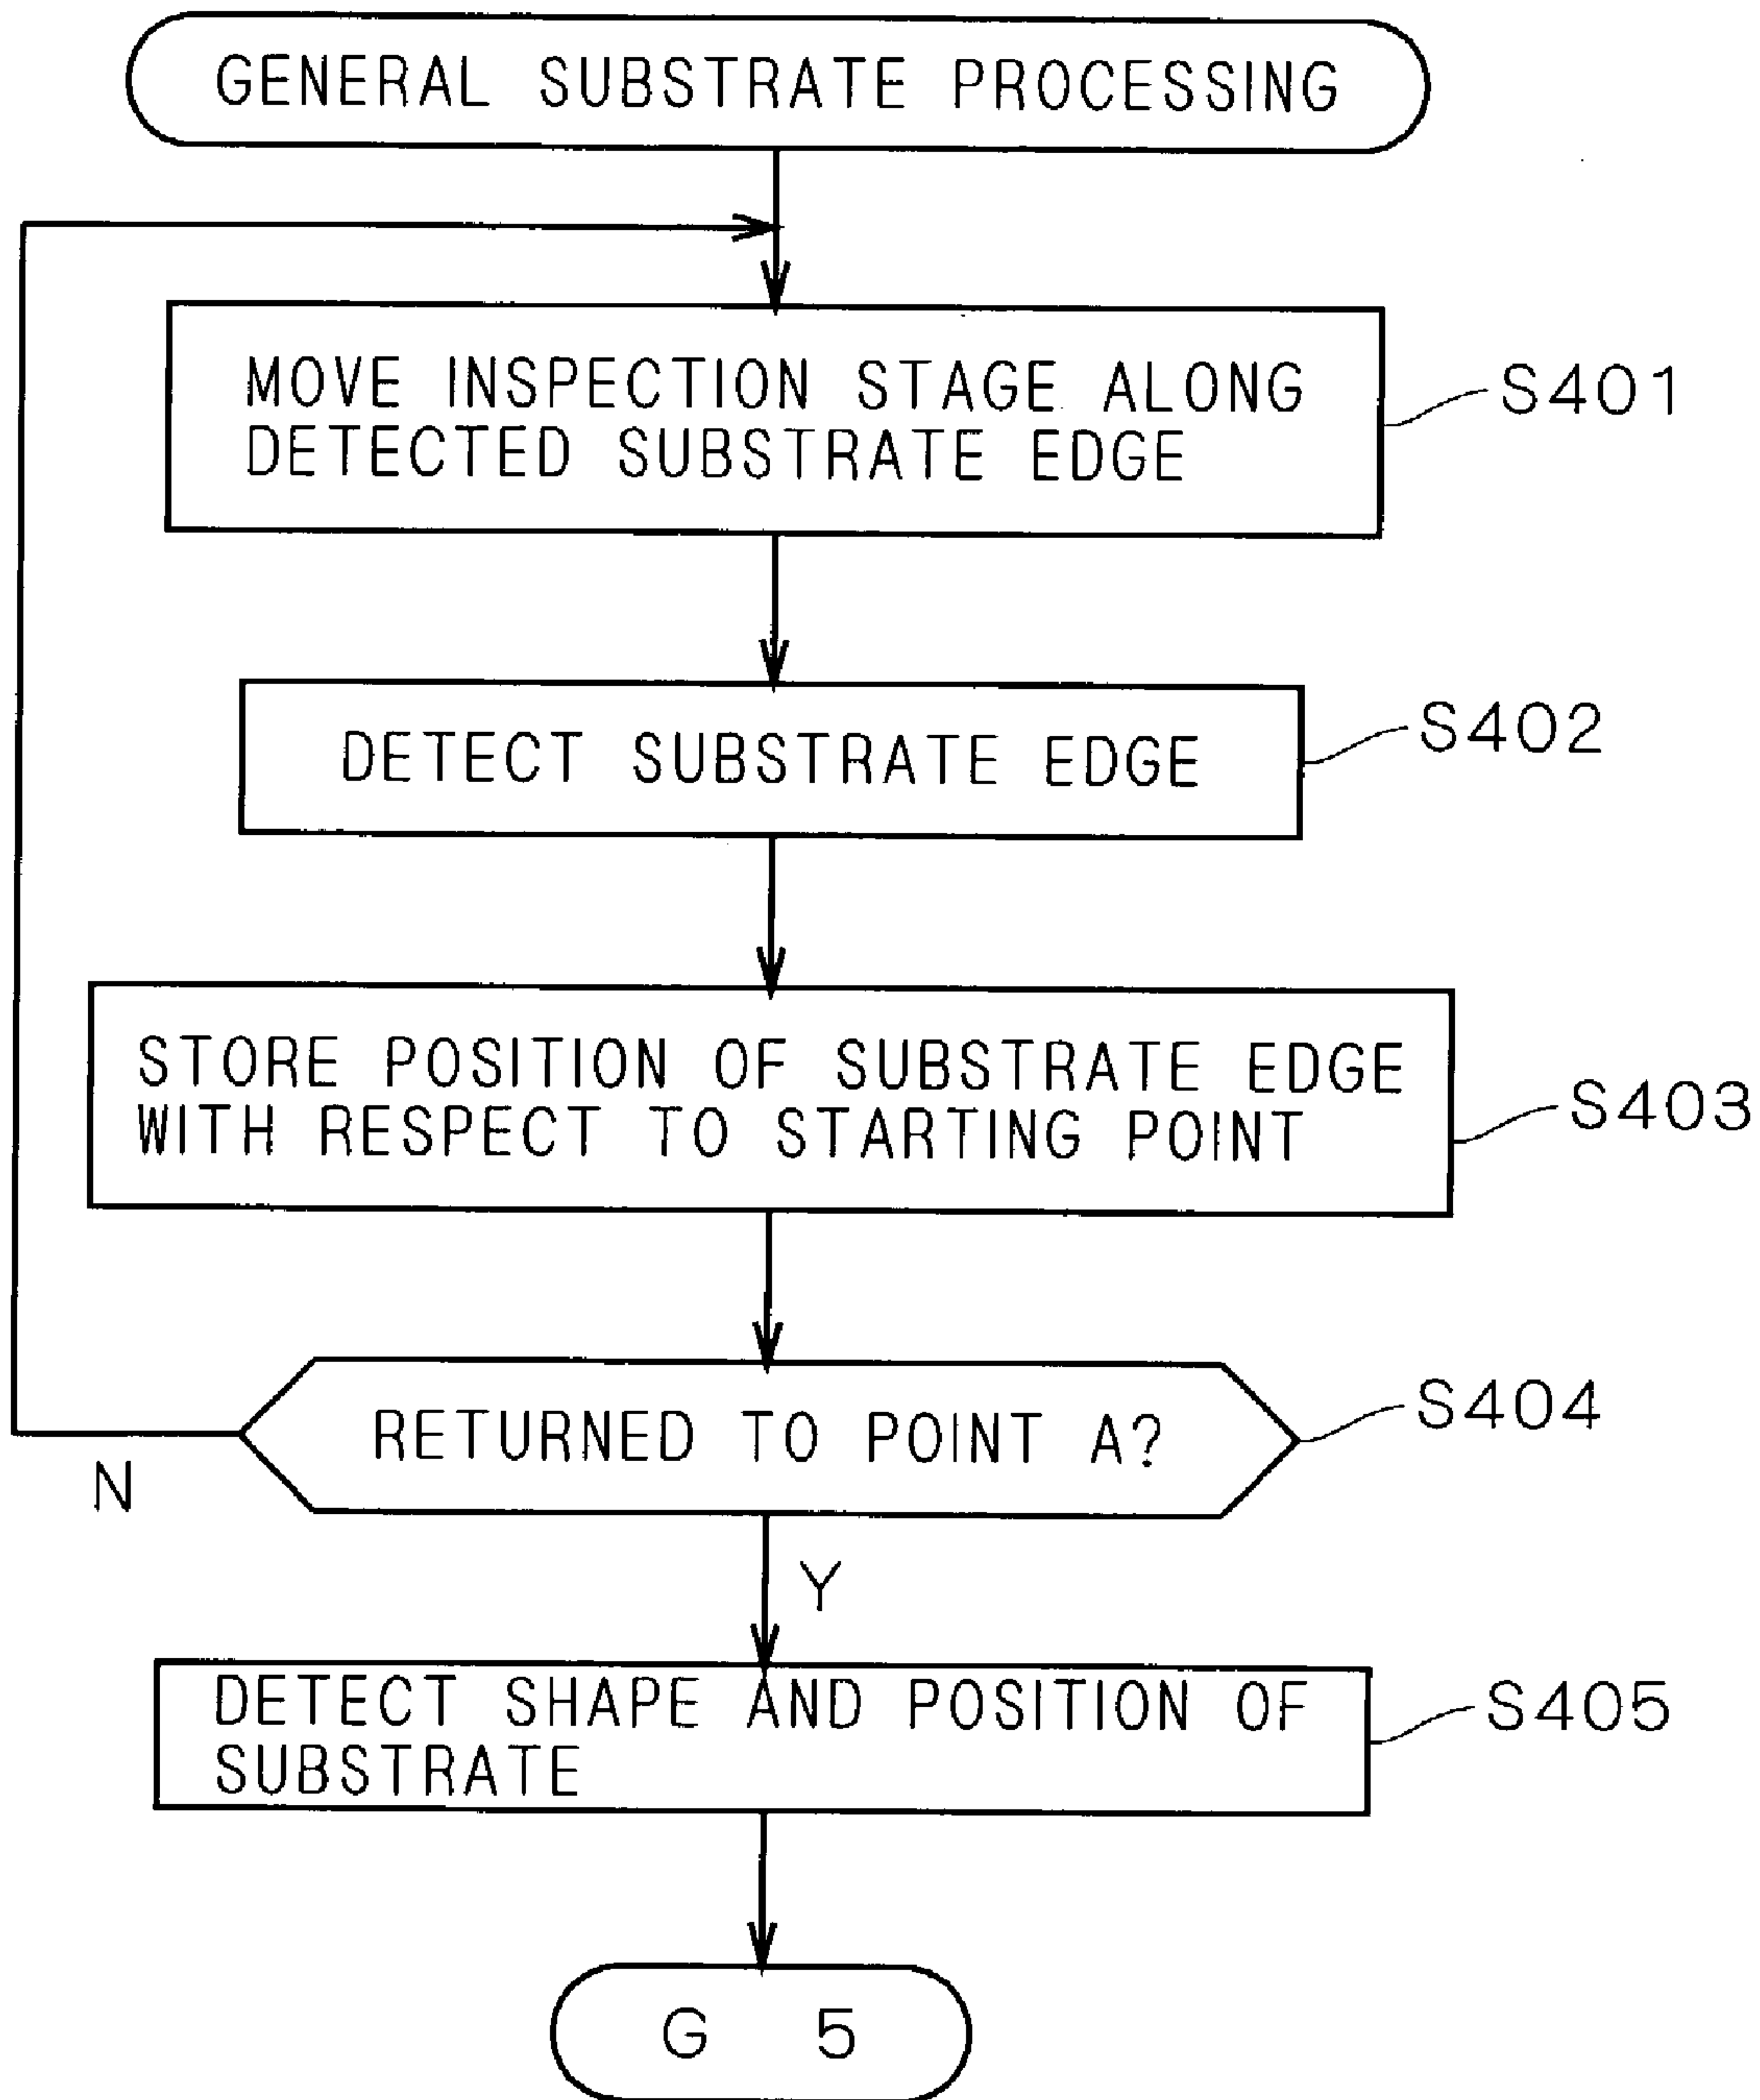 GENERAL SUBSTRATE PROCESSING
MOVE INSPECTION STAGE ALONG
DETECTED SUBSTRATE EDGE
S401
DETECT SUBSTRATE EDGE
S402
STORE POSITION OF SUBSTRATE EDGE
WITH RESPECT TO STARTING POINT
S403
RETURNED TO POINT A?
S404
N
Y
DETECT SHAPE AND POSITION OF
SUBSTRATE
S405
G 5